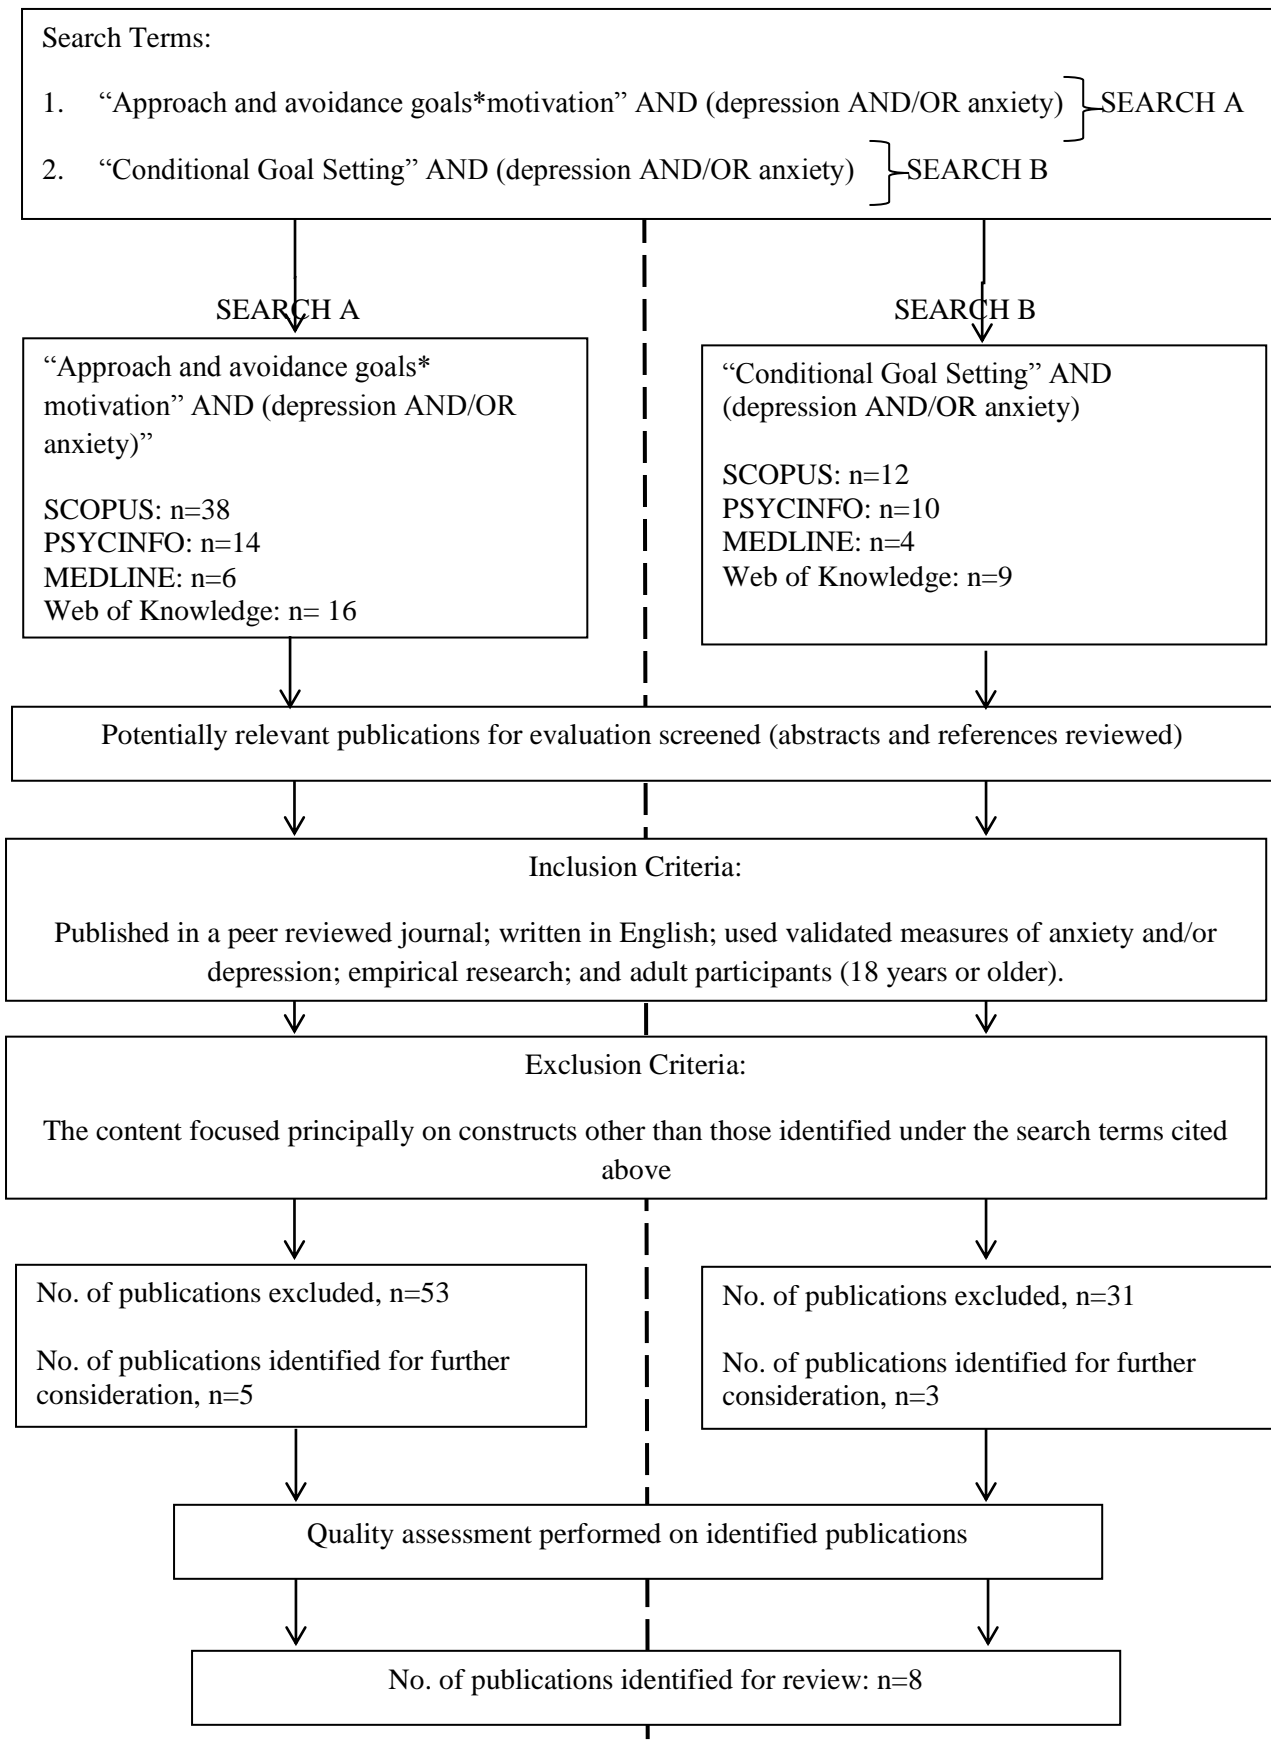 Search Terms:
1. “Approach and avoidance goals*motivation” AND (depression AND/OR anxiety) SEARCH A
2. “Conditional Goal Setting” AND (depression AND/OR anxiety) SEARCH B
SEARCH A
“Approach and avoidance goals*
motivation” AND (depression AND/OR
anxiety)”
SCOPUS: n=38
PSYCINFO: n=14
MEDLINE: n=6
Web of Knowledge: n= 16
SEARCH B
“Conditional Goal Setting” AND
(depression AND/OR anxiety)
SCOPUS: n=12
PSYCINFO: n=10
MEDLINE: n=4
Web of Knowledge: n=9
Potentially relevant publications for evaluation screened (abstracts and references reviewed)
Inclusion Criteria:
Published in a peer reviewed journal; written in English; used validated measures of anxiety and/or
depression; empirical research; and adult participants (18 years or older).
Exclusion Criteria:
The content focused principally on constructs other than those identified under the search terms cited
above
No. of publications excluded, n=53
No. of publications identified for further
consideration, n=5
No. of publications excluded, n=31
No. of publications identified for further
consideration, n=3
Quality assessment performed on identified publications
No. of publications identified for review: n=8